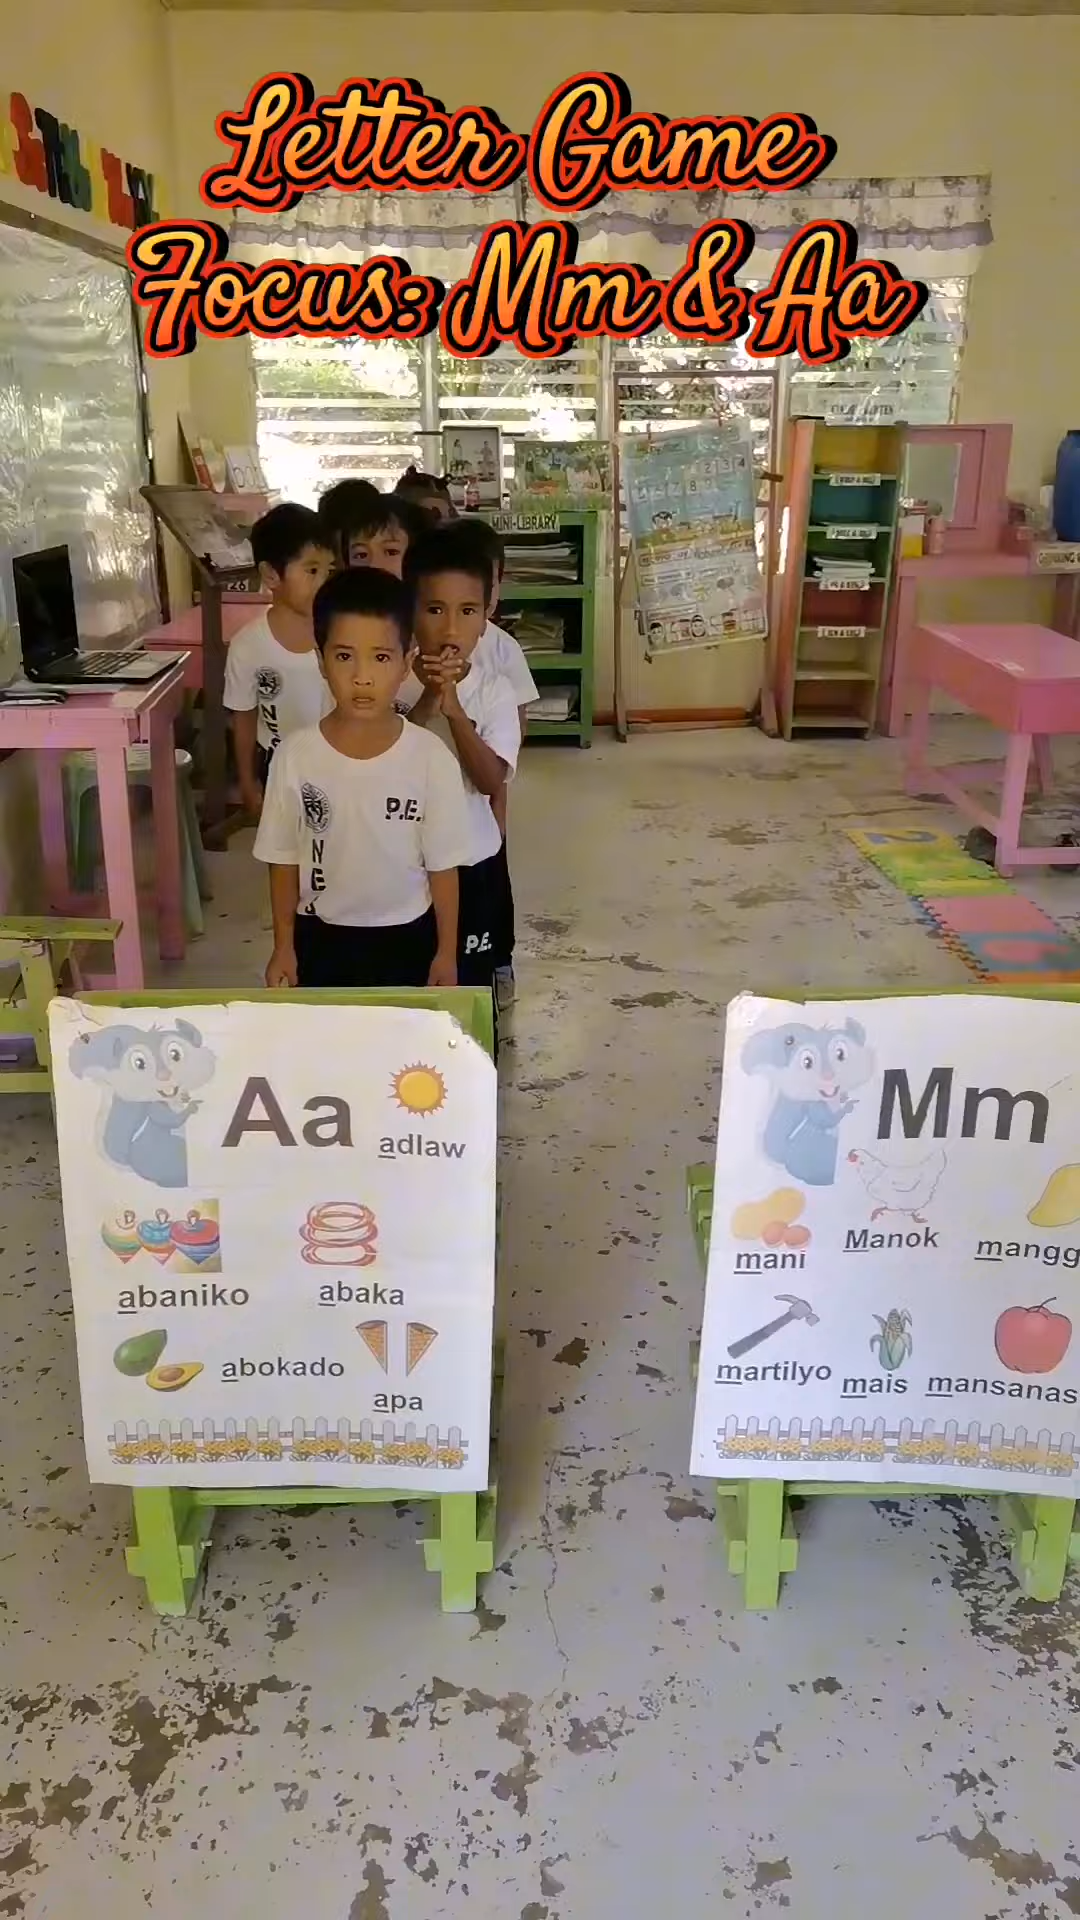 Letter Game
Focus: Mm & Aa
MINI-LIBRARY
26
P.E.
N
E
P.E.
Aa
adlaw
abaniko
abaka
abokado
apa
Mm
mani
Manok
mangg
martilyo
mais
mansanas